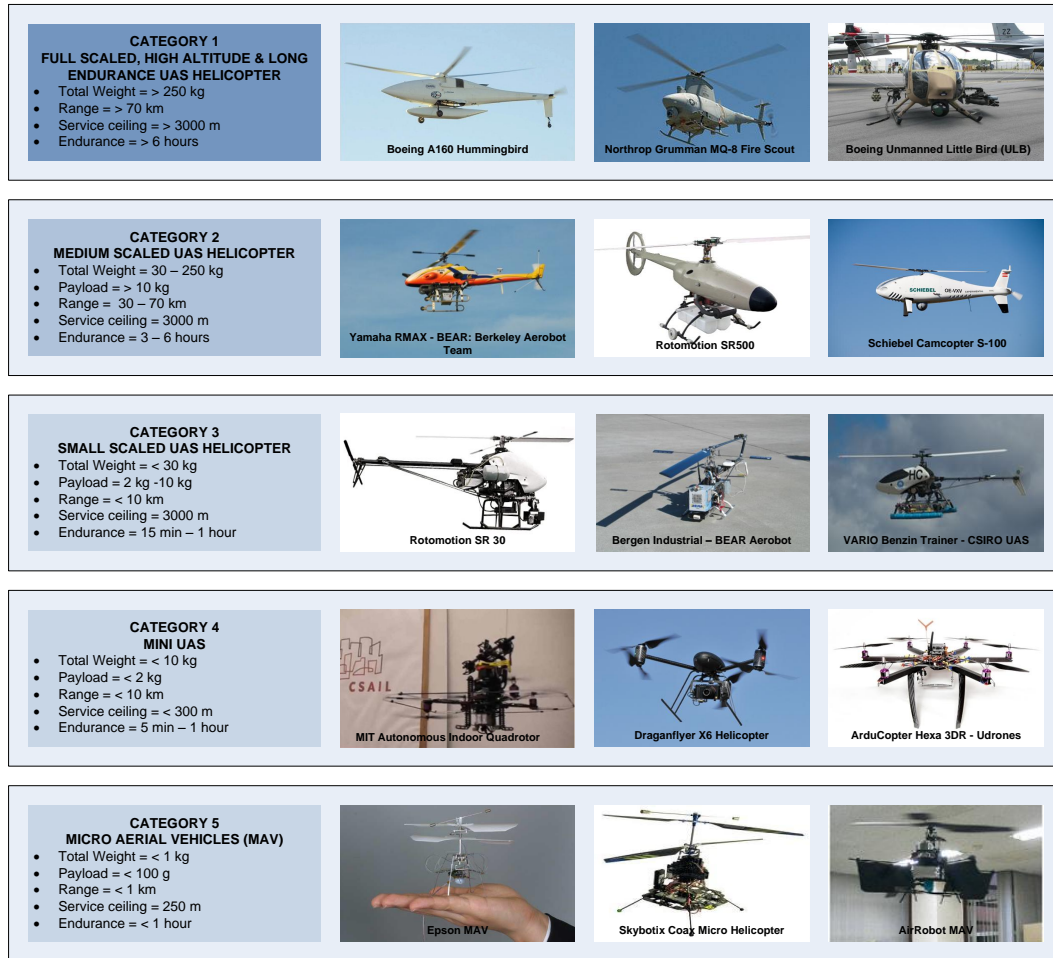 CATEGORY 1
FULL SCALED, HIGH ALTITUDE & LONG
ENDURANCE UAS HELICOPTER
• Total Weight = > 250 kg
• Range = > 70 km
• Service ceiling = > 3000 m
• Endurance = > 6 hours
Boeing A160 Hummingbird
Northrop Grumman MQ-8 Fire Scout
ZZ
Boeing Unmanned Little Bird (ULB)
CATEGORY 2
MEDIUM SCALED UAS HELICOPTER
• Total Weight = 30 – 250 kg
• Payload = > 10 kg
• Range =  30 – 70 km
• Service ceiling = 3000 m
• Endurance = 3 – 6 hours
Yamaha RMAX - BEAR: Berkeley Aerobot
Team
Rotomotion SR500
SCHIEBEL OE-VXV
Schiebel Camcopter S-100
CATEGORY 3
SMALL SCALED UAS HELICOPTER
• Total Weight = < 30 kg
• Payload = 2 kg -10 kg
• Range = < 10 km
• Service ceiling = 3000 m
• Endurance = 15 min – 1 hour
Rotomotion SR 30
Bergen Industrial – BEAR Aerobot
HC
VARIO Benzin Trainer - CSIRO UAS
CATEGORY 4
MINI UAS
• Total Weight = < 10 kg
• Payload = < 2 kg
• Range = < 10 km
• Service ceiling = < 300 m
• Endurance = 5 min – 1 hour
CSAIL
MIT Autonomous Indoor Quadrotor
Draganflyer X6 Helicopter
ArduCopter Hexa 3DR - Udrones
CATEGORY 5
MICRO AERIAL VEHICLES (MAV)
• Total Weight = < 1 kg
• Payload = < 100 g
• Range = < 1 km
• Service ceiling = 250 m
• Endurance = < 1 hour
Epson MAV
Skybotix Coax Micro Helicopter
AirRobot MAV